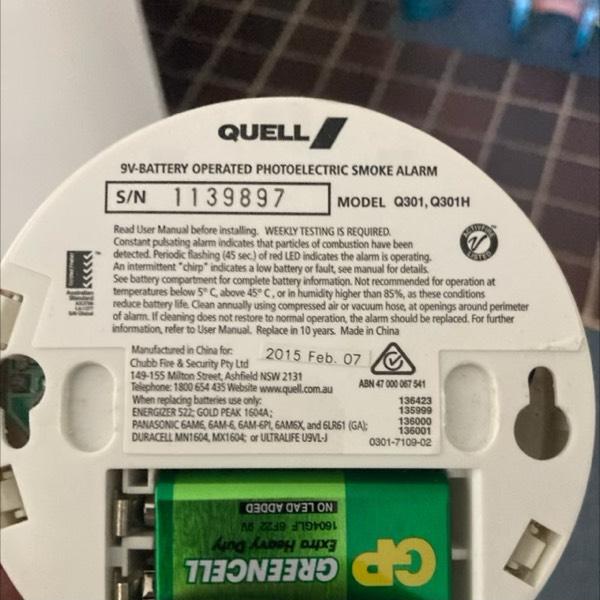 QUELL
9V-BATTERY OPERATED PHOTOELECTRIC SMOKE ALARM
S/N 1139897 MODEL Q301, Q301H
Read User Manual before installing. WEEKLY TESTING IS REQUIRED.
Constant pulsating alarm indicates that particles of combustion have been
detected. Periodic flashing (45 sec.) of red LED indicates the alarm is operating.
An intermittent "chirp" indicates a low battery or fault, see manual for details.
See battery compartment for complete battery information. Not recommended for operation at
temperatures below 5° C, above 45° C, or in humidity higher than 85%, as these conditions
reduce battery life. Clean annually using compressed air or vacuum hose, at openings around perimeter
of alarm. If cleaning does not restore to normal operation, the alarm should be replaced. For further
information, refer to User Manual. Replace in 10 years. Made in China
Australian
Standard
Manufactured in China for: 2015 Feb. 07
Chubb Fire & Security Pty Ltd
149-155 Milton Street, Ashfield NSW 2131
Telephone: 1800 654 435 Website www.quell.com.au
ABN 47 000 067 541
When replacing batteries use only:
ENERGIZER 522; GOLD PEAK 1604A;
PANASONIC 6AM6, 6AM-6, 6AM-6PI, 6AM6X, and 6LR61 (GA);
DURACELL MN1604, MX1604; or ULTRALIFE U9VL-J
136423
135999
136000
136001
0301-7109-02
NO LEAD ADDED
1604GLF 6F22 9V
Extra Heavy Duty
GREENCELL
GP